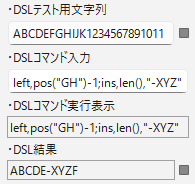 ・DSLテスト用文字列
ABCDEFGHIJK1234567891011
・DSLコマンド入力
left,pos("GH")-1;ins,len(),"-XYZ"
・DSLコマンド実行表示
left,pos("GH")-1;ins,len(),"-XYZ"
・DSL結果
ABCDE-XYZF